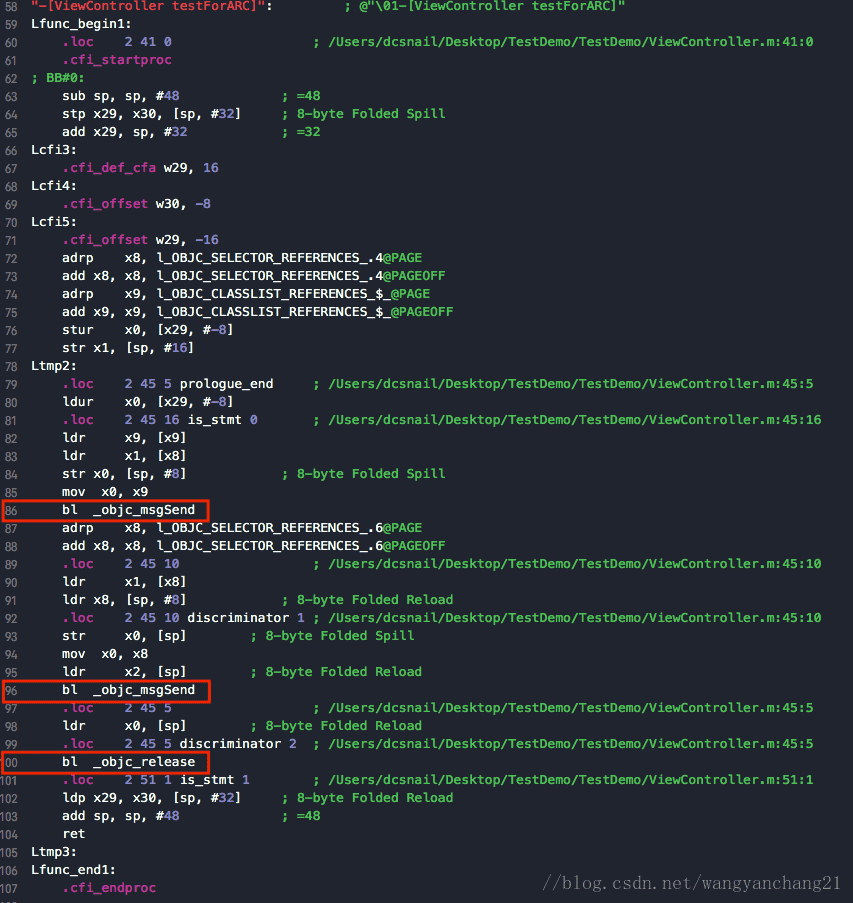 58 "-[ViewController testForARC]": ; @"\01-[ViewController testForARC]"
59 Lfunc_begin1:
60 .loc 2 41 0 ; /Users/dcsnail/Desktop/TestDemo/TestDemo/ViewController.m:41:0
61 .cfi_startproc
62 ; BB#0:
63 sub sp, sp, #48 ; =48
64 stp x29, x30, [sp, #32] ; 8-byte Folded Spill
65 add x29, sp, #32 ; =32
66 Lcfi3:
67 .cfi_def_cfa w29, 16
68 Lcfi4:
69 .cfi_offset w30, -8
70 Lcfi5:
71 .cfi_offset w29, -16
72 adrp x8, l_OBJC_SELECTOR_REFERENCES_.4@PAGE
73 add x8, x8, l_OBJC_SELECTOR_REFERENCES_.4@PAGEOFF
74 adrp x9, l_OBJC_CLASSLIST_REFERENCES_$_@PAGE
75 add x9, x9, l_OBJC_CLASSLIST_REFERENCES_$_@PAGEOFF
76 stur x0, [x29, #-8]
77 str x1, [sp, #16]
78 Ltmp2:
79 .loc 2 45 5 prologue_end ; /Users/dcsnail/Desktop/TestDemo/TestDemo/ViewController.m:45:5
80 ldur x0, [x29, #-8]
81 .loc 2 45 16 is_stmt 0 ; /Users/dcsnail/Desktop/TestDemo/TestDemo/ViewController.m:45:16
82 ldr x9, [x9]
83 ldr x1, [x8]
84 str x0, [sp, #8] ; 8-byte Folded Spill
85 mov x0, x9
86 bl _objc_msgSend
87 adrp x8, l_OBJC_SELECTOR_REFERENCES_.6@PAGE
88 add x8, x8, l_OBJC_SELECTOR_REFERENCES_.6@PAGEOFF
89 .loc 2 45 10 ; /Users/dcsnail/Desktop/TestDemo/TestDemo/ViewController.m:45:10
90 ldr x1, [x8]
91 ldr x8, [sp, #8] ; 8-byte Folded Reload
92 .loc 2 45 10 discriminator 1 ; /Users/dcsnail/Desktop/TestDemo/TestDemo/ViewController.m:45:10
93 str x0, [sp] ; 8-byte Folded Spill
94 mov x0, x8
95 ldr x2, [sp] ; 8-byte Folded Reload
96 bl _objc_msgSend
97 .loc 2 45 5 ; /Users/dcsnail/Desktop/TestDemo/TestDemo/ViewController.m:45:5
98 ldr x0, [sp] ; 8-byte Folded Reload
99 .loc 2 45 5 discriminator 2 ; /Users/dcsnail/Desktop/TestDemo/TestDemo/ViewController.m:45:5
100 bl _objc_release
101 .loc 2 51 1 is_stmt 1 ; /Users/dcsnail/Desktop/TestDemo/TestDemo/ViewController.m:51:1
102 ldp x29, x30, [sp, #32] ; 8-byte Folded Reload
103 add sp, sp, #48 ; =48
104 ret
105 Ltmp3:
106 Lfunc_end1:
107 .cfi_endproc
//blog.csdn.net/wangyanchang21